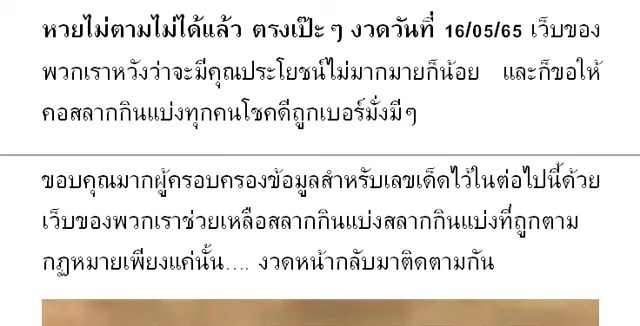 หวยไม่ตามไม่ได้แล้ว ตรงเป๊ะ ๆ งวดวันที่ 16/05/65 เว็บของ
พวกเราหวังว่าจะมีคุณประโยชน์ไม่มากมายก็น้อย และก็ขอให้
คอสลากกินแบ่งทุกคนโชคดีถูกเบอร์มั่งมีๆ
ขอบคุณมากผู้ครอบครองข้อมูลสำหรับเลขเด็ดไว้ในต่อไปนี้ด้วย
เว็บของพวกเราช่วยเหลือสลากกินแบ่งสลากกินแบ่งที่ถูกตาม
กฏหมายเพียงแค่นั้น…. งวดหน้ากลับมาติดตามกัน